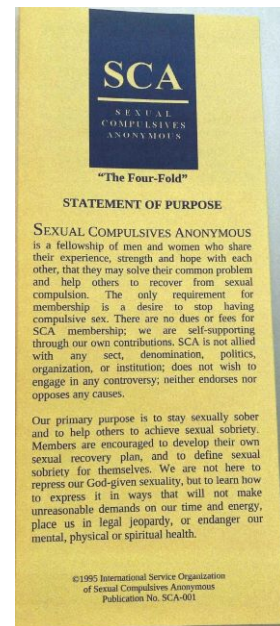 SCA
SEXUAL
COMPULSIVES
ANONYMOUS
“The Four-Fold”
STATEMENT OF PURPOSE
SEXUAL COMPULSIVES ANONYMOUS
is a fellowship of men and women who share
their experience, strength and hope with each
other, that they may solve their common problem
and help others to recover from sexual
compulsion. The only requirement for
membership is a desire to stop having
compulsive sex. There are no dues or fees for
SCA membership; we are self-supporting
through our own contributions. SCA is not allied
with any sect, denomination, politics,
organization, or institution; does not wish to
engage in any controversy; neither endorses nor
opposes any causes.
Our primary purpose is to stay sexually sober
and to help others to achieve sexual sobriety.
Members are encouraged to develop their own
sexual recovery plan, and to define sexual
sobriety for themselves. We are not here to
repress our God-given sexuality, but to learn how
to express it in ways that will not make
unreasonable demands on our time and energy,
place us in legal jeopardy, or endanger our
mental, physical or spiritual health.
©1995 International Service Organization
of Sexual Compulsives Anonymous
Publication No. SCA-001